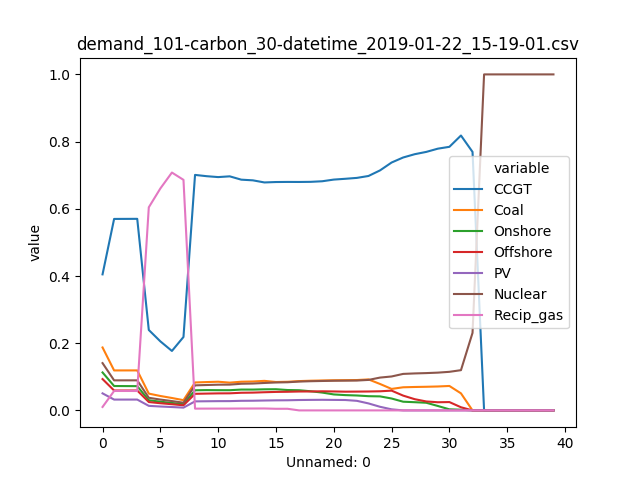 demand_101-carbon_30-datetime_2019-01-22_15-19-01.csv
1.0
0.8
0.6
0.4
0.2
0.0
value
variable
CCGT
Coal
Onshore
Offshore
PV
Nuclear
Recip_gas
0 5 10 15 20 25 30 35 40
Unnamed: 0